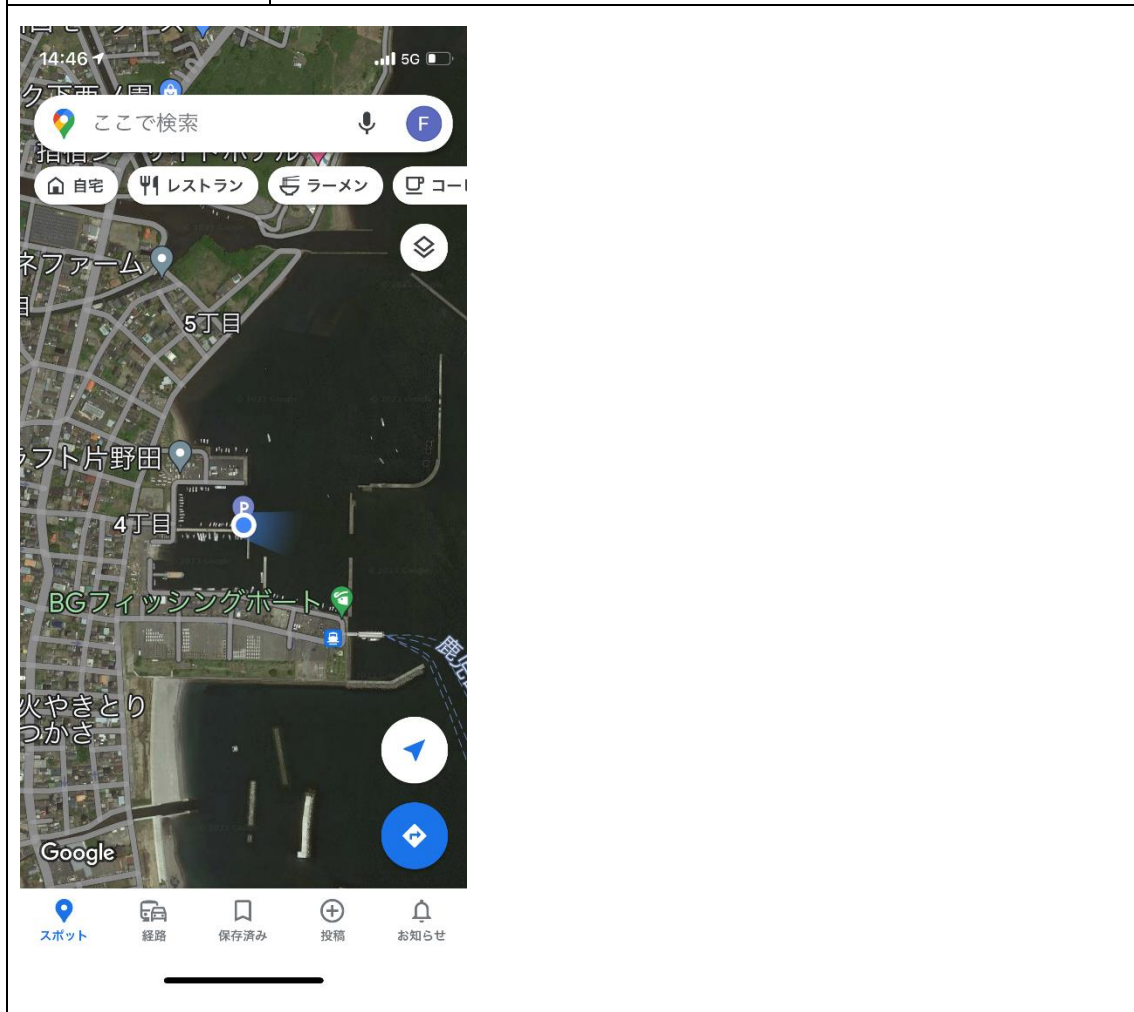 14:46
5G
ここで検索
F
自宅
レストラン
ラーメン
コー
ネファーム
5丁目
フト片野田
P
4丁目
BGフィッシングボート
火やきとり
つかさ
Google
スポット
経路
保存済み
投稿
お知らせ